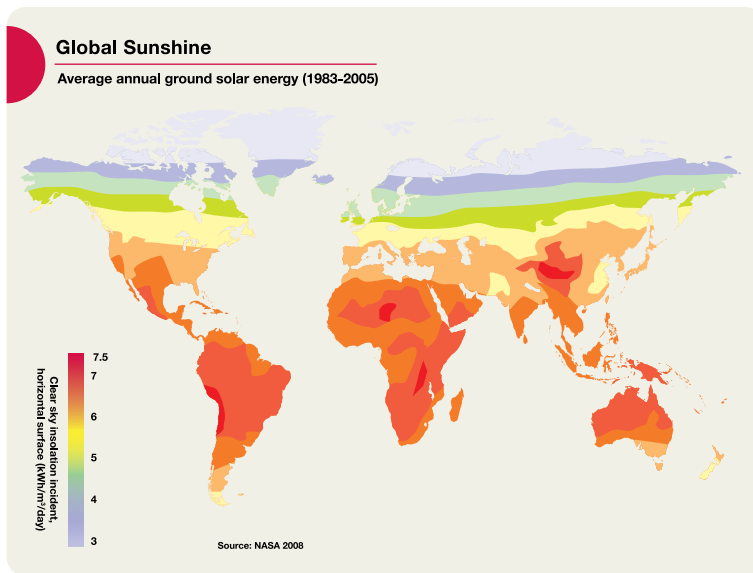 Global Sunshine
Average annual ground solar energy (1983-2005)
7.5
7
6
5
4
3
Clear sky insolation incident,
horizontal surface (kWh/m²/day)
Source: NASA 2008